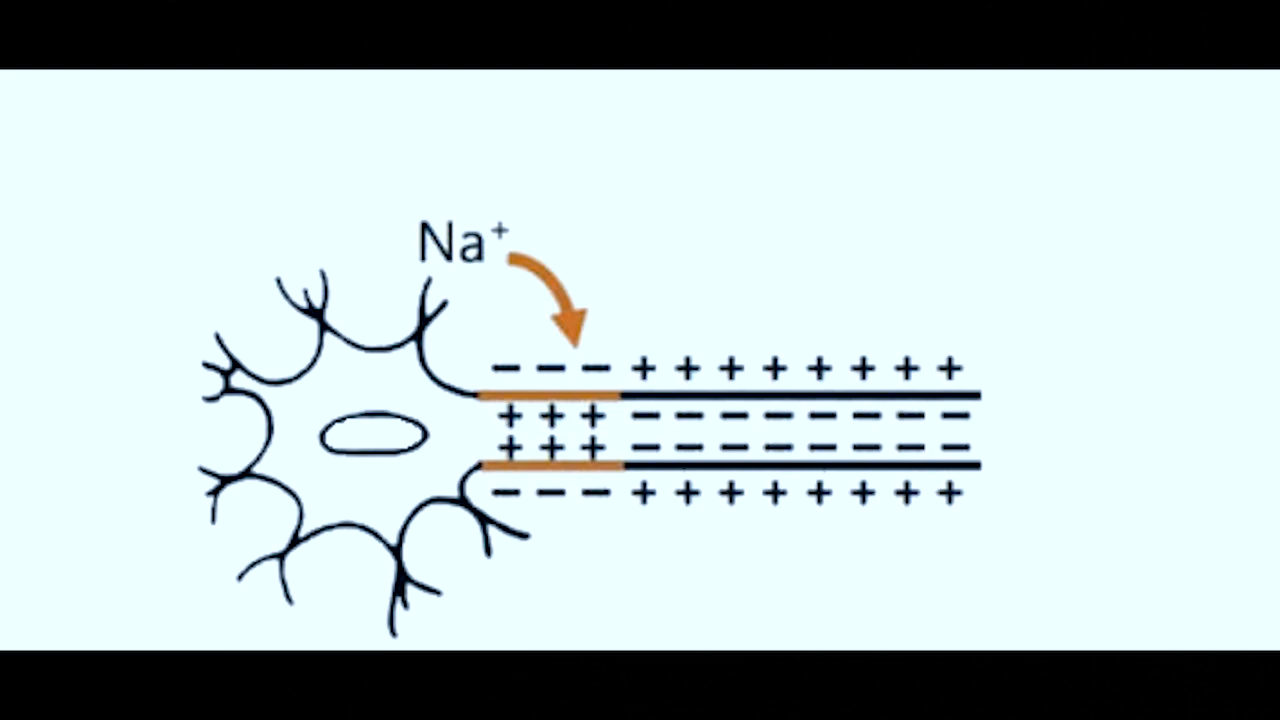 Na⁺
− − − + + + + + + + +
+ + + − − − − − − − −
+ + + − − − − − − − −
− − − + + + + + + + +